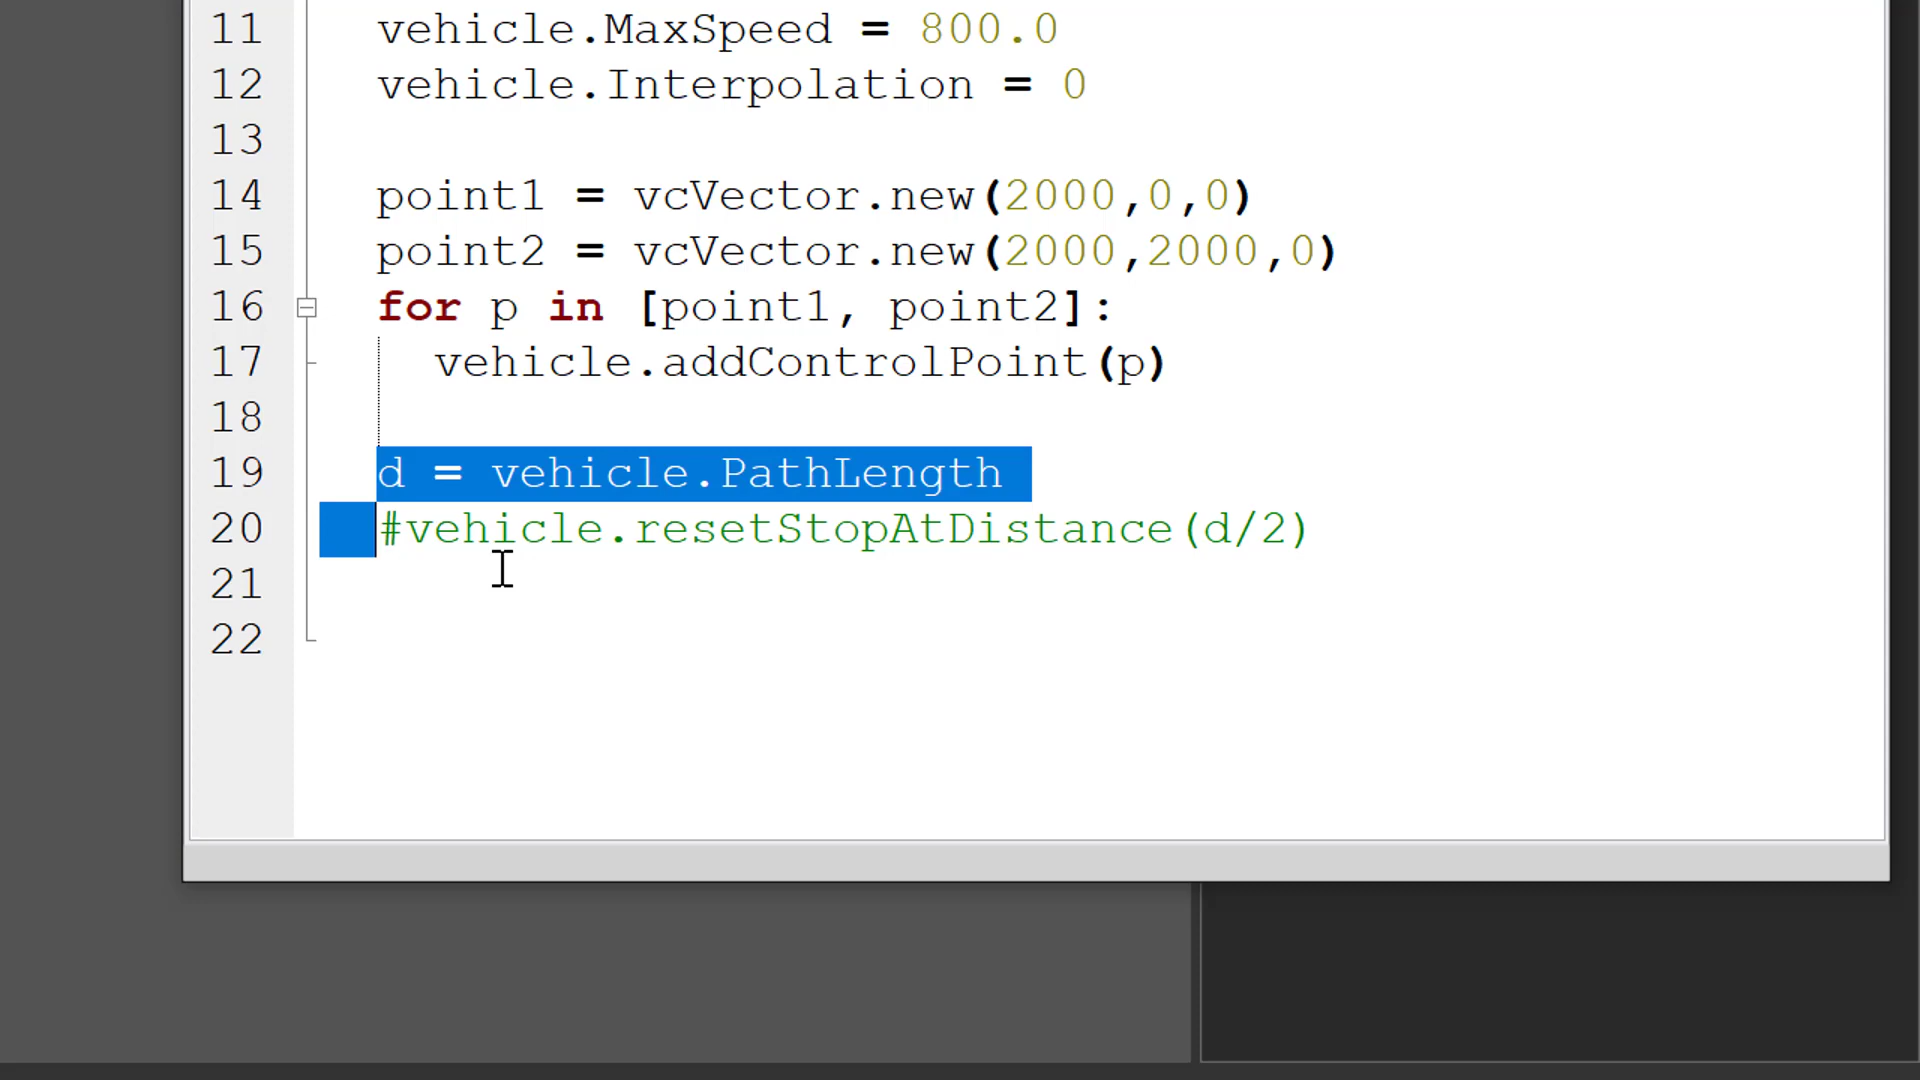 11 vehicle.MaxSpeed = 800.0
12 vehicle.Interpolation = 0
13
14 point1 = vcVector.new(2000,0,0)
15 point2 = vcVector.new(2000,2000,0)
16 for p in [point1, point2]:
17 vehicle.addControlPoint(p)
18
19 d = vehicle.PathLength
20 #vehicle.resetStopAtDistance(d/2)
21
22